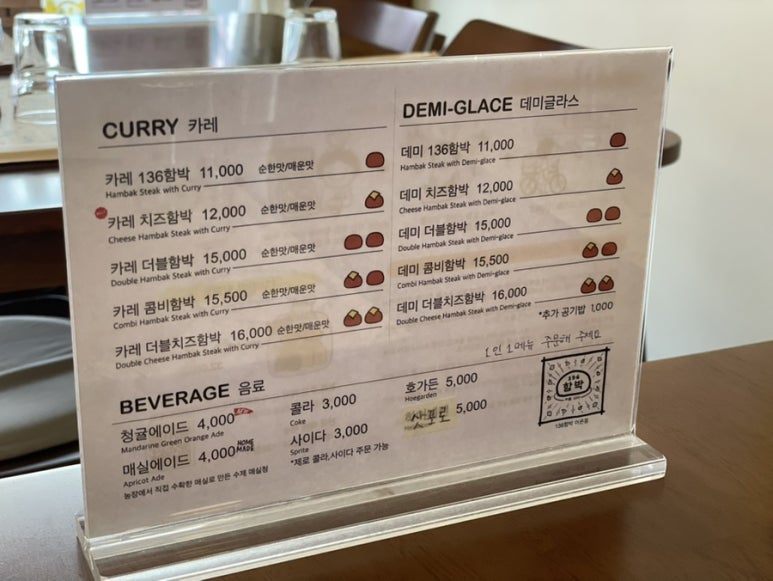 CURRY 카레
카레 136함박 11,000 순한맛/매운맛
Hambak Steak with Curry
카레 치즈함박 12,000 순한맛/매운맛
Cheese Hambak Steak with Curry
카레 더블함박 15,000 순한맛/매운맛
Double Hambak Steak with Curry
카레 콤비함박 15,500 순한맛/매운맛
Combi Hambak Steak with Curry
카레 더블치즈함박 16,000 순한맛/매운맛
Double Cheese Hambak Steak with Curry
DEMI-GLACE 데미글라스
데미 136함박 11,000
Hambak Steak with Demi-glace
데미 치즈함박 12,000
Cheese Hambak Steak with Demi-glace
데미 더블함박 15,000
Double Hambak Steak with Demi-glace
데미 콤비함박 15,500
Combi Hambak Steak with Demi-glace
데미 더블치즈함박 16,000
Double Cheese Hambak Steak with Demi-glace
*추가 공기밥 1,000
1인 1메뉴 주문해 주세요
BEVERAGE 음료
청귤에이드 4,000
Mandarine Green Orange Ade
매실에이드 4,000 HOME MADE
Apricot Ade
농장에서 직접 수확한 매실로 만든 수제 매실청
콜라 3,000
Coke
사이다 3,000
Sprite
*제로 콜라,사이다 주문 가능
호가든 5,000
Hoegarden
삿포로 5,000
136
함박
136함박 어은동